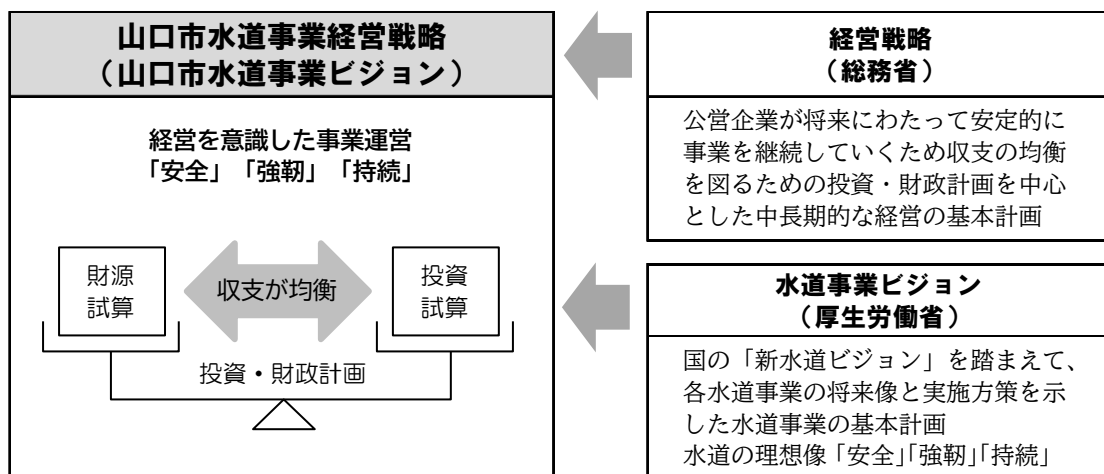 山口市水道事業経営戦略
(山口市水道事業ビジョン)
経営を意識した事業運営
「安全」「強靭」「持続」
財源
試算
収支が均衡
投資
試算
投資・財政計画
経営戦略
(総務省)
公営企業が将来にわたって安定的に
事業を継続していくため収支の均衡
を図るための投資・財政計画を中心
とした中長期的な経営の基本計画
水道事業ビジョン
(厚生労働省)
国の「新水道ビジョン」を踏まえて、
各水道事業の将来像と実施方策を示
した水道事業の基本計画
水道の理想像「安全」「強靭」「持続」